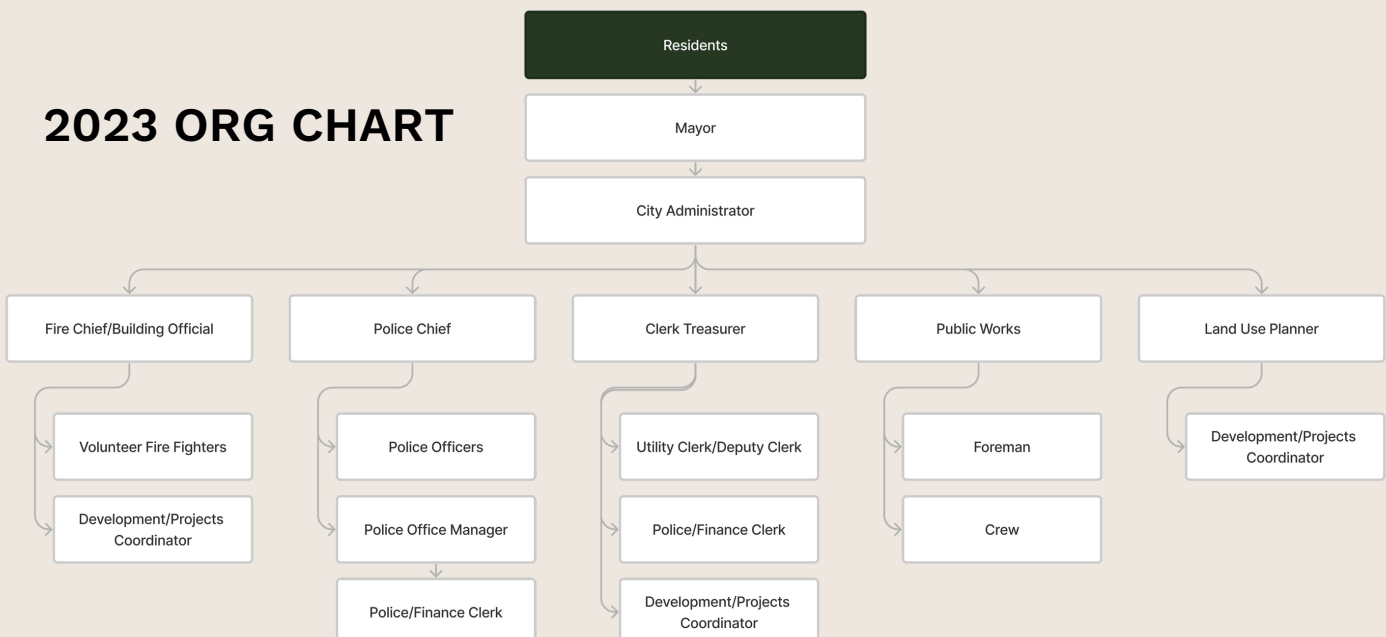 Residents
2023 ORG CHART
Mayor
City Administrator
Fire Chief/Building Official
Police Chief
Clerk Treasurer
Public Works
Land Use Planner
Volunteer Fire Fighters
Police Officers
Utility Clerk/Deputy Clerk
Foreman
Development/Projects
Coordinator
Development/Projects
Coordinator
Police Office Manager
Police/Finance Clerk
Crew
Police/Finance Clerk
Development/Projects
Coordinator